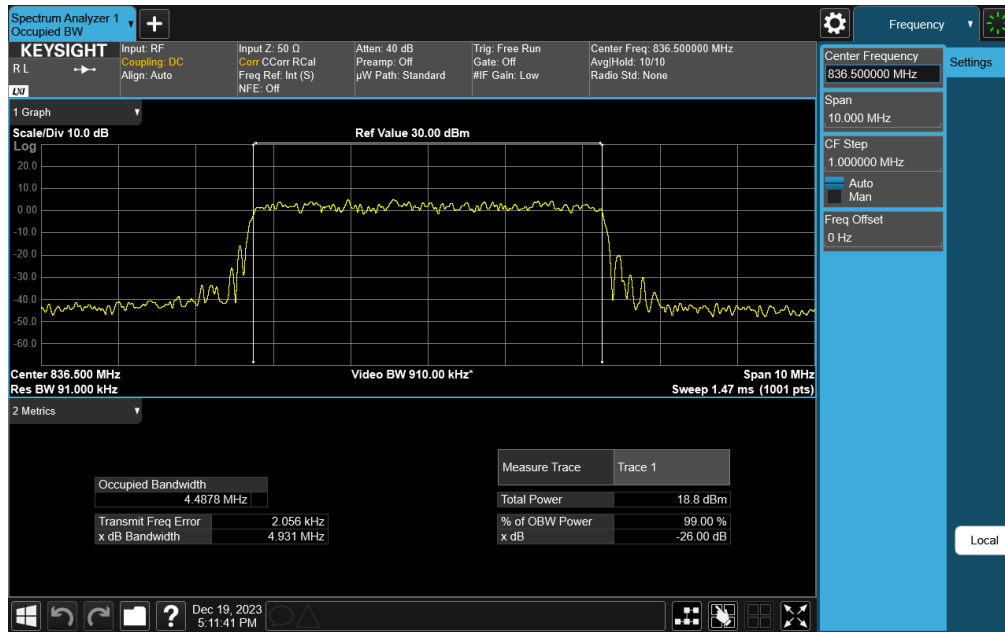 Spectrum Analyzer 1
Occupied BW
KEYSIGHT
R L
LXI
Input: RF
Coupling: DC
Align: Auto
Input Z: 50 Ω
Corr CCorr RCal
Freq Ref: Int (S)
NFE: Off
Atten: 40 dB
Preamp: Off
µW Path: Standard
Trig: Free Run
Gate: Off
#IF Gain: Low
Center Freq: 836.500000 MHz
Avg|Hold: 10/10
Radio Std: None
1 Graph
Scale/Div 10.0 dB
Ref Value 30.00 dBm
Log
20.0
10.0
0.00
-10.0
-20.0
-30.0
-40.0
-50.0
-60.0
Center 836.500 MHz
Video BW 910.00 kHz*
Span 10 MHz
Res BW 91.000 kHz
Sweep 1.47 ms (1001 pts)
2 Metrics
Occupied Bandwidth
4.4878 MHz
Transmit Freq Error 2.056 kHz
x dB Bandwidth 4.931 MHz
Measure Trace Trace 1
Total Power 18.8 dBm
% of OBW Power 99.00 %
x dB -26.00 dB
Frequency
Center Frequency
836.500000 MHz
Settings
Span
10.000 MHz
CF Step
1.000000 MHz
Auto
Man
Freq Offset
0 Hz
Local
?
Dec 19, 2023
5:11:41 PM